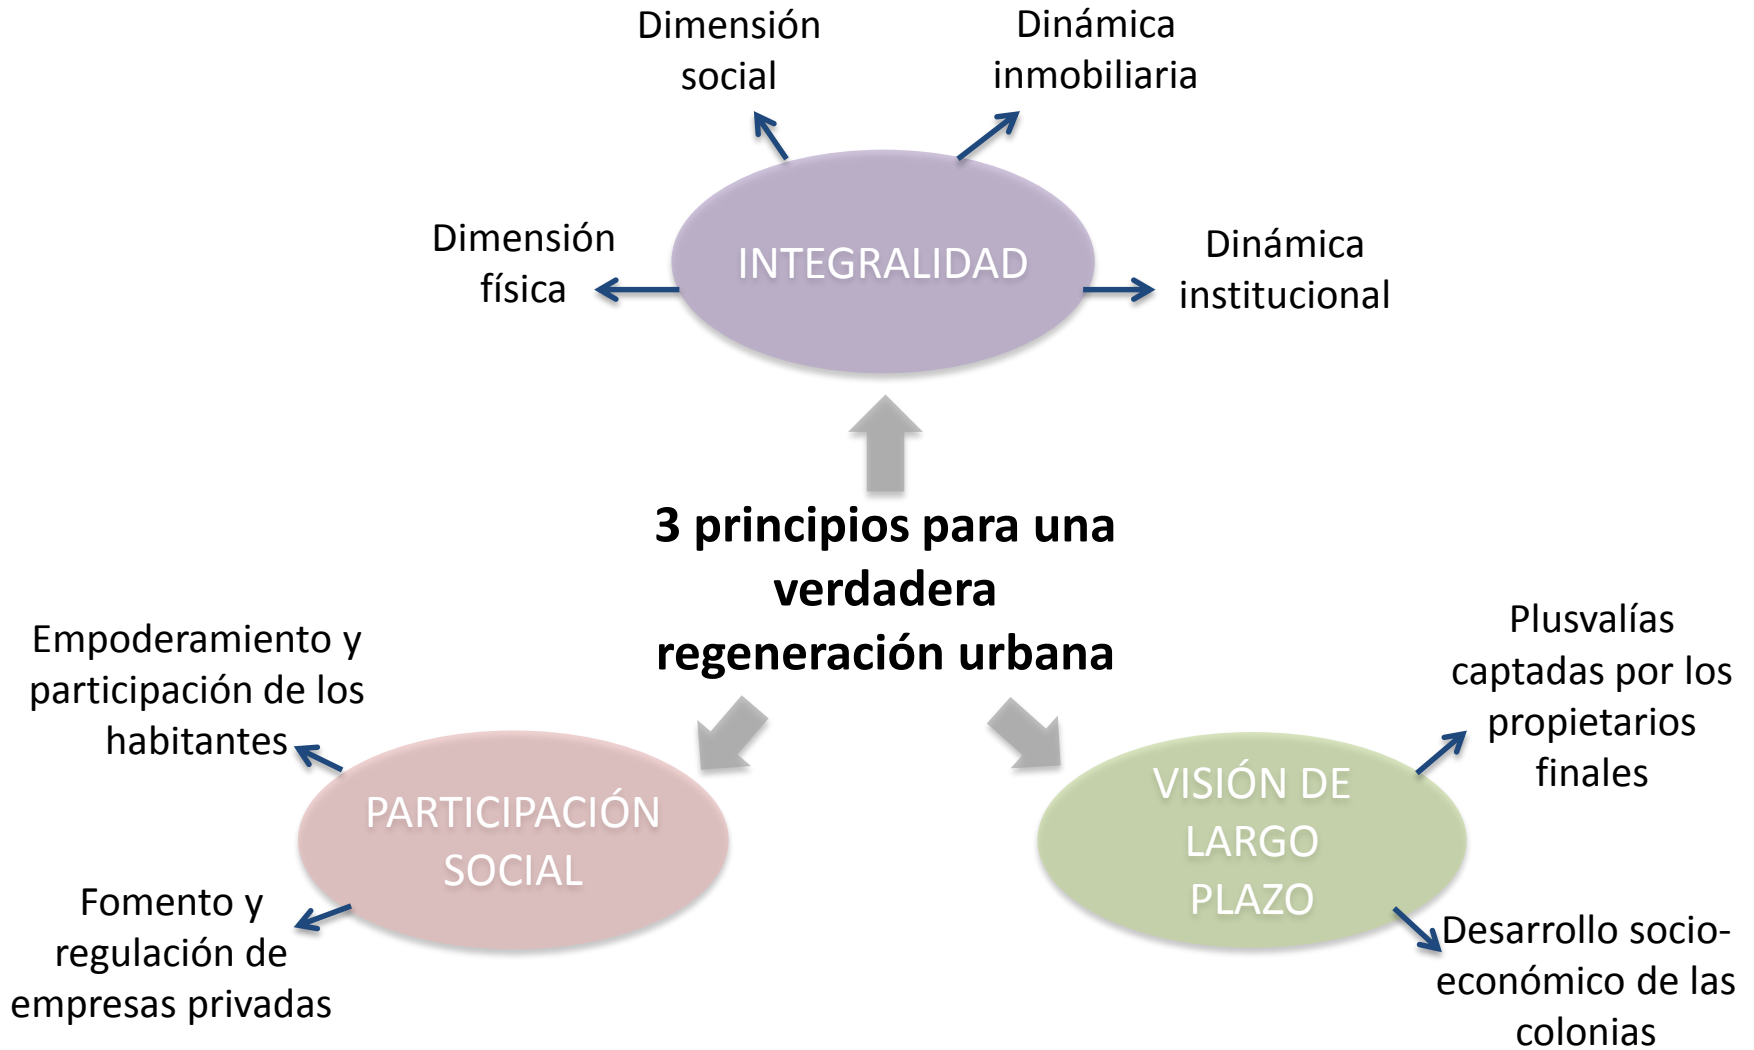 Dimensión
social
Dinámica
inmobiliaria
Dimensión
física
INTEGRALIDAD
Dinámica
institucional
3 principios para una
verdadera
regeneración urbana
Empoderamiento y
participación de los
habitantes
PARTICIPACIÓN
SOCIAL
Fomento y
regulación de
empresas privadas
Plusvalías
captadas por los
propietarios
finales
VISIÓN DE
LARGO
PLAZO
Desarrollo socio-
económico de las
colonias